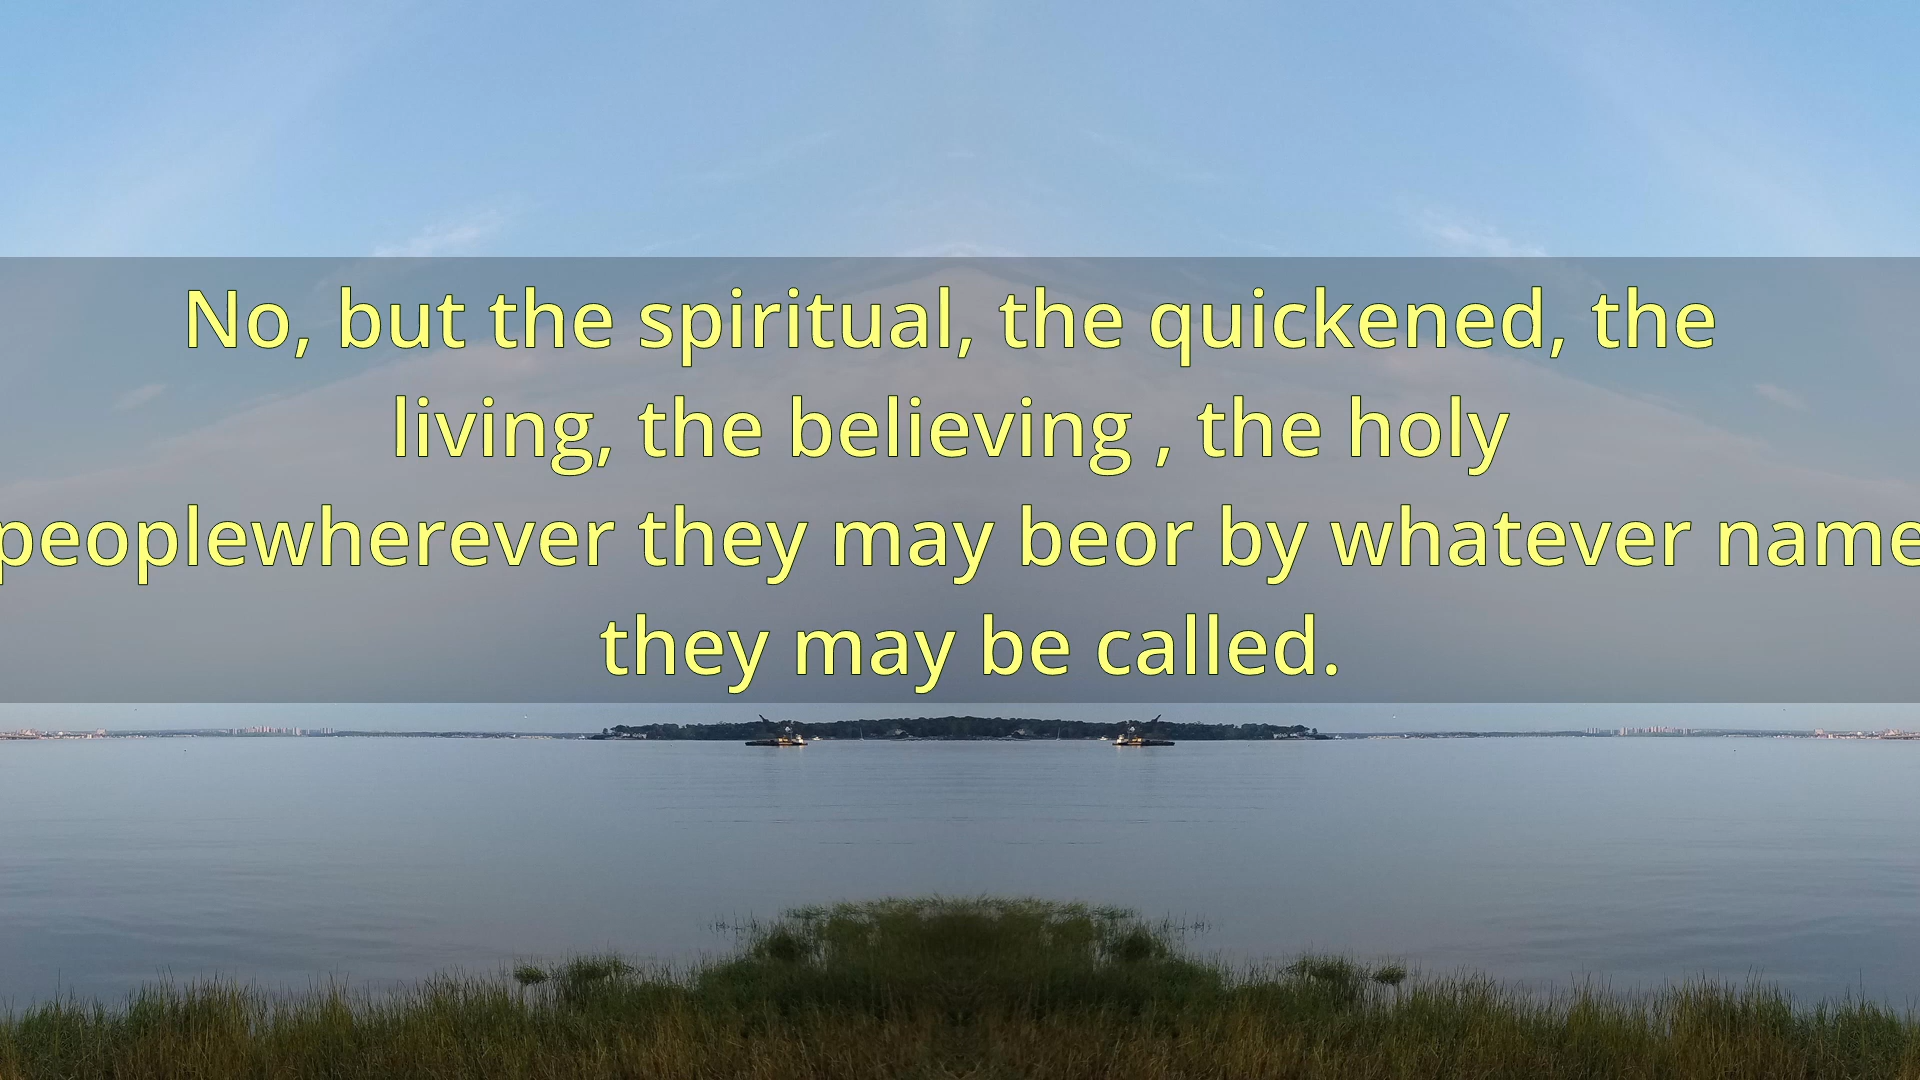 No, but the spiritual, the quickened, the
living, the believing , the holy
peoplewherever they may beor by whatever name
they may be called.